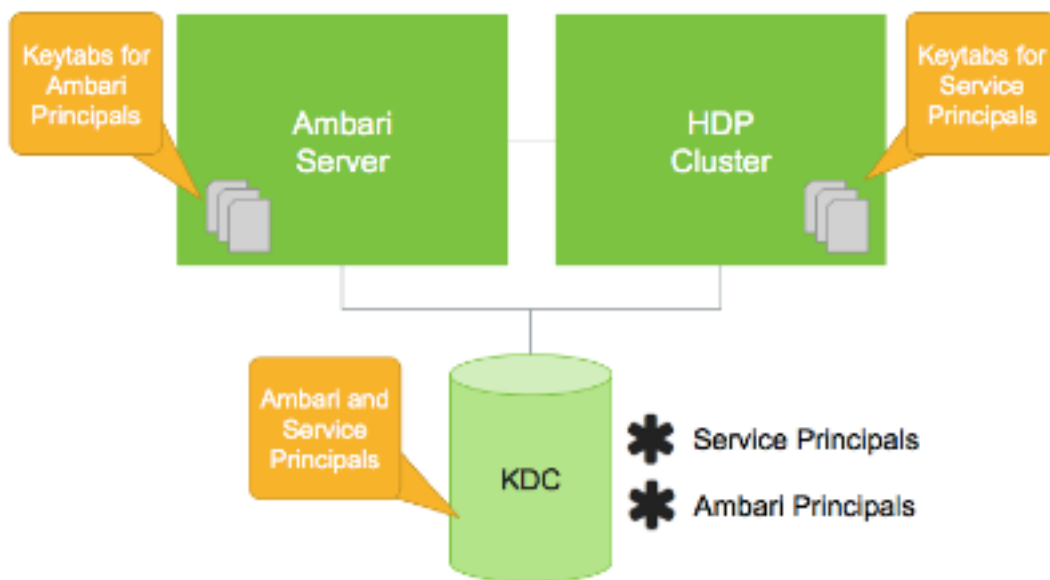 Keytabs for
Ambari
Principals
Ambari
Server
HDP
Cluster
Keytabs for
Service
Principals
Ambari and
Service
Principals
KDC
Service Principals
Ambari Principals